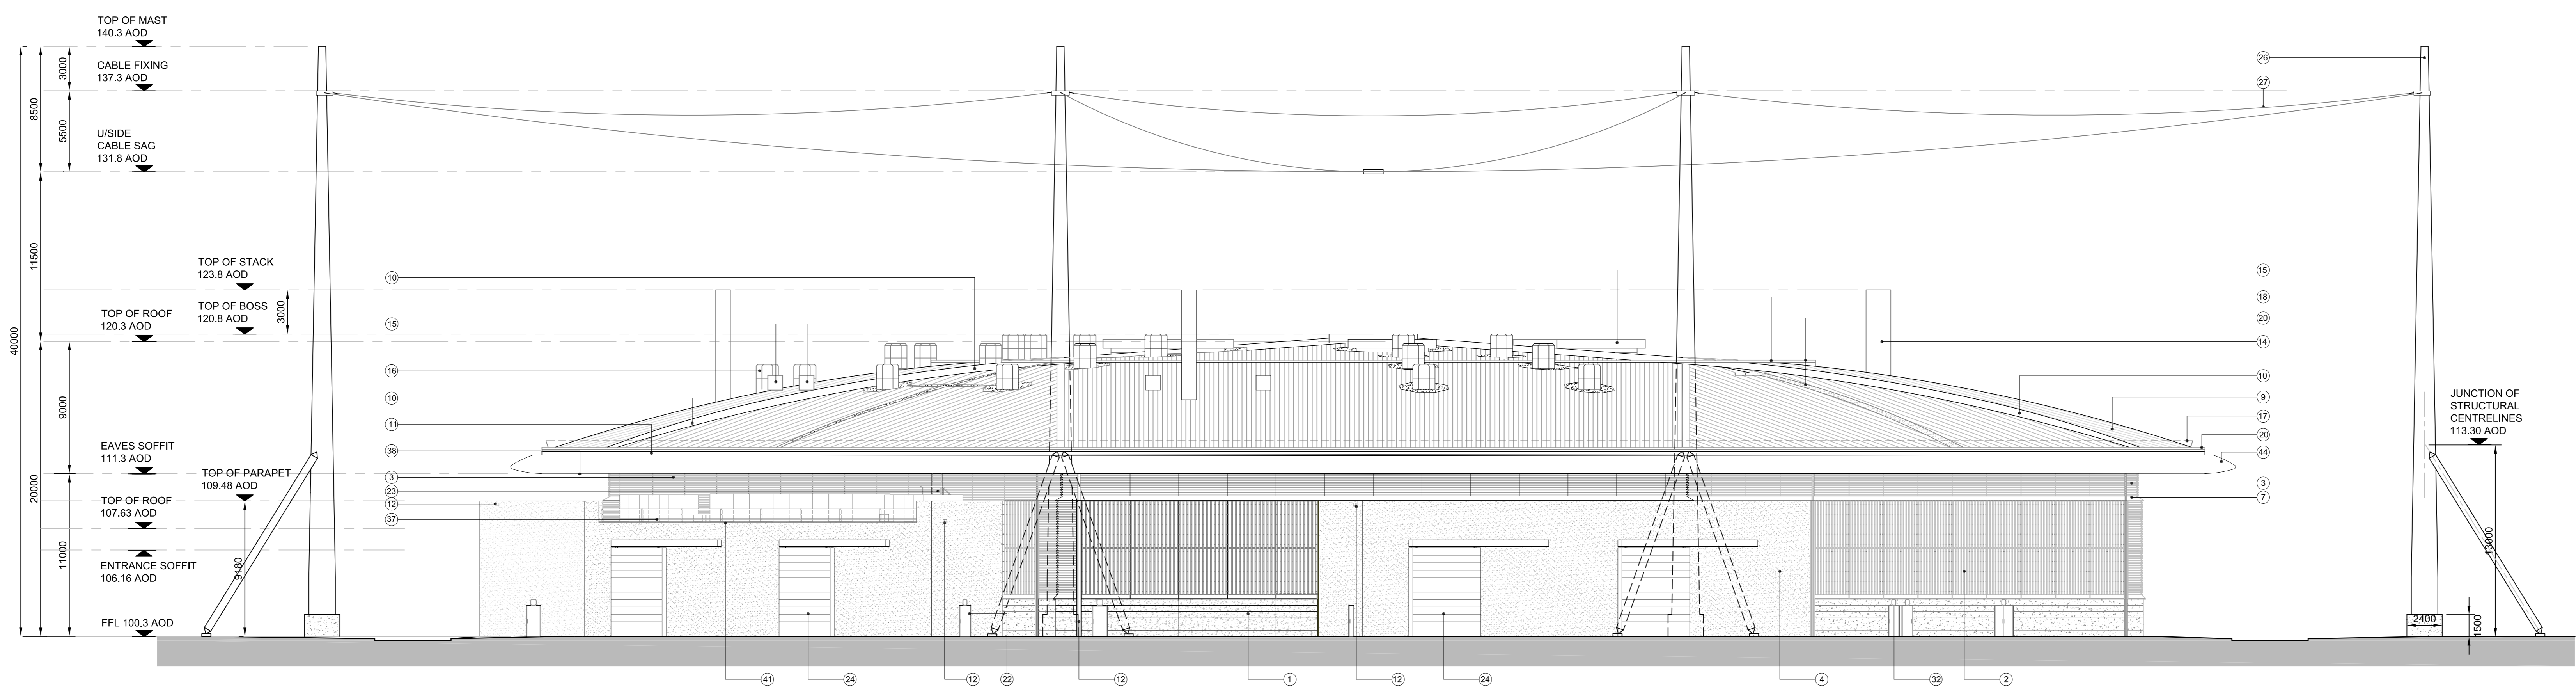 TOP OF MAST
140.3 AOD
CABLE FIXING
137.3 AOD
U/SIDE
CABLE SAG
131.8 AOD
TOP OF STACK
123.8 AOD
TOP OF BOSS
120.8 AOD
TOP OF ROOF
120.3 AOD
EAVES SOFFIT
111.3 AOD
TOP OF PARAPET
109.48 AOD
TOP OF ROOF
107.63 AOD
ENTRANCE SOFFIT
106.16 AOD
FFL 100.3 AOD
40000
8500
11500
20000
3000
5500
9000
11000
3000
9180
10
15
16
10
11
38
3
23
12
37
26
27
15
18
20
14
10
9
17
20
44
3
7
JUNCTION OF
STRUCTURAL
CENTRELINES
113.30 AOD
13000
2400
1500
41
24
12
22
12
1
12
24
4
32
2